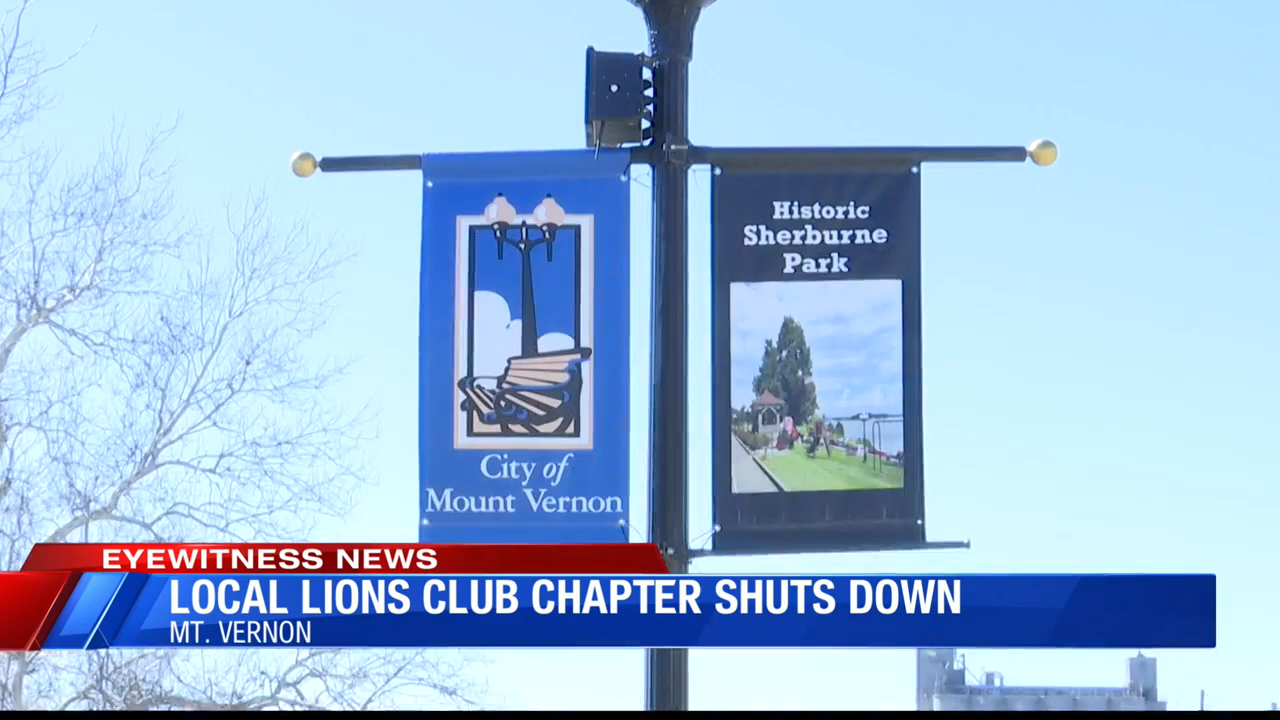 City of
Mount Vernon
Historic
Sherburne
Park
EYEWITNESS NEWS
LOCAL LIONS CLUB CHAPTER SHUTS DOWN
MT. VERNON